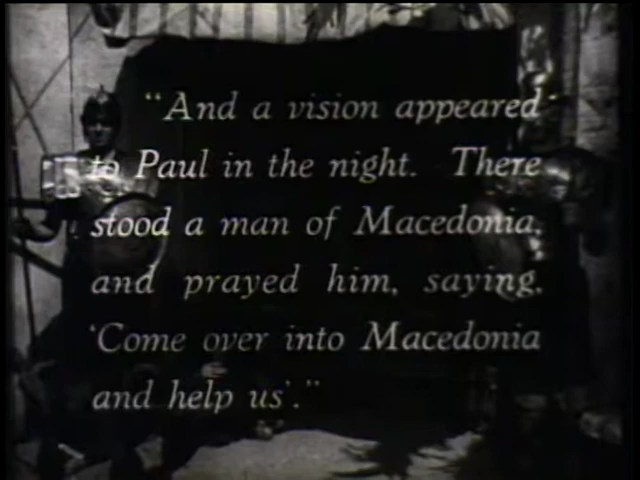 "And a vision appeared
to Paul in the night. There
stood a man of Macedonia,
and prayed him, saying,
'Come over into Macedonia
and help us'."